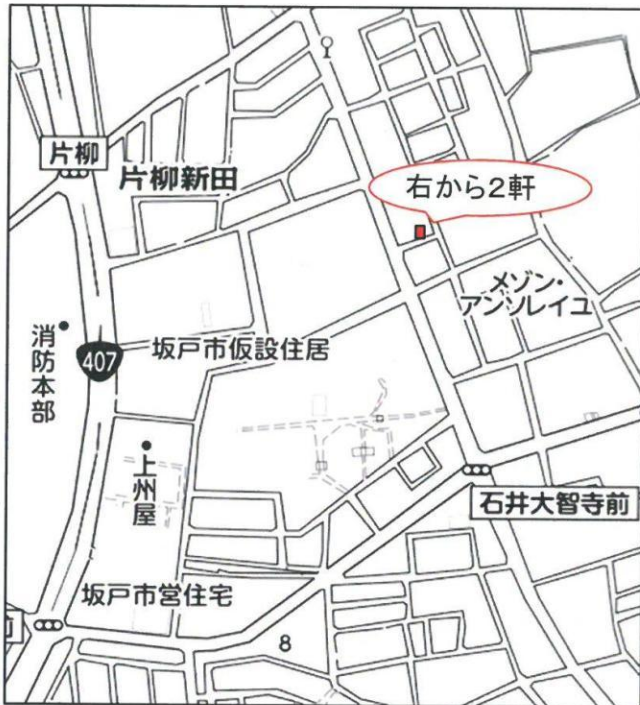 片柳
片柳新田
右から2軒
メゾン・
アンソレイユ
消防本部
407
坂戸市仮設住居
上州屋
石井大智寺前
坂戸市営住宅
8